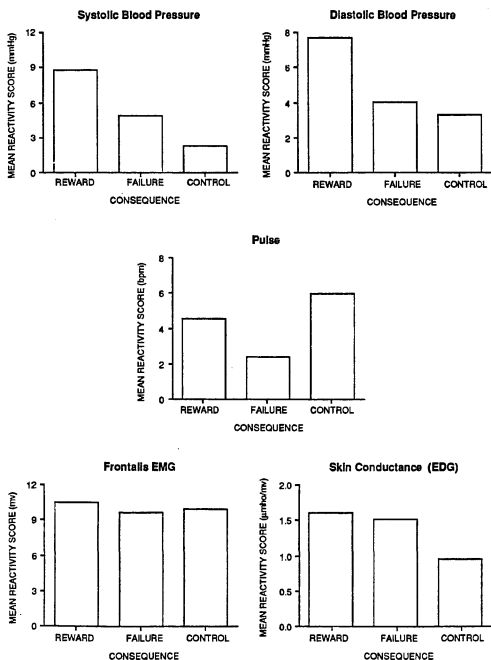 Systolic Blood Pressure
MEAN REACTIVITY SCORE (mmHg)
12
9
6
3
0
REWARD FAILURE CONTROL
CONSEQUENCE
Diastolic Blood Pressure
MEAN REACTIVITY SCORE (mmHg)
8
6
4
2
0
REWARD FAILURE CONTROL
CONSEQUENCE
Pulse
MEAN REACTIVITY SCORE (bpm)
8
6
4
2
0
REWARD FAILURE CONTROL
CONSEQUENCE
Frontalis EMG
MEAN REACTIVITY SCORE (mv)
12
9
6
3
0
REWARD FAILURE CONTROL
CONSEQUENCE
Skin Conductance (EDG)
MEAN REACTIVITY SCORE (μmho/mv)
2.0
1.5
1.0
0.5
0.0
REWARD FAILURE CONTROL
CONSEQUENCE